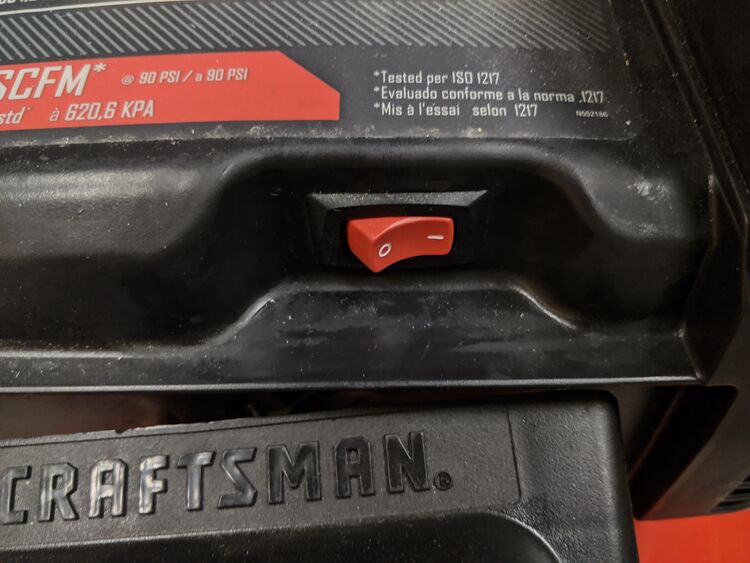 SCFM* @ 90 PSI / a 90 PSI
std* à 620,6 KPA
*Tested per ISO 1217
*Evaluado conforme a la norma .1217
*Mis à l'essai selon 1217
N552186
O —
CRAFTSMAN®